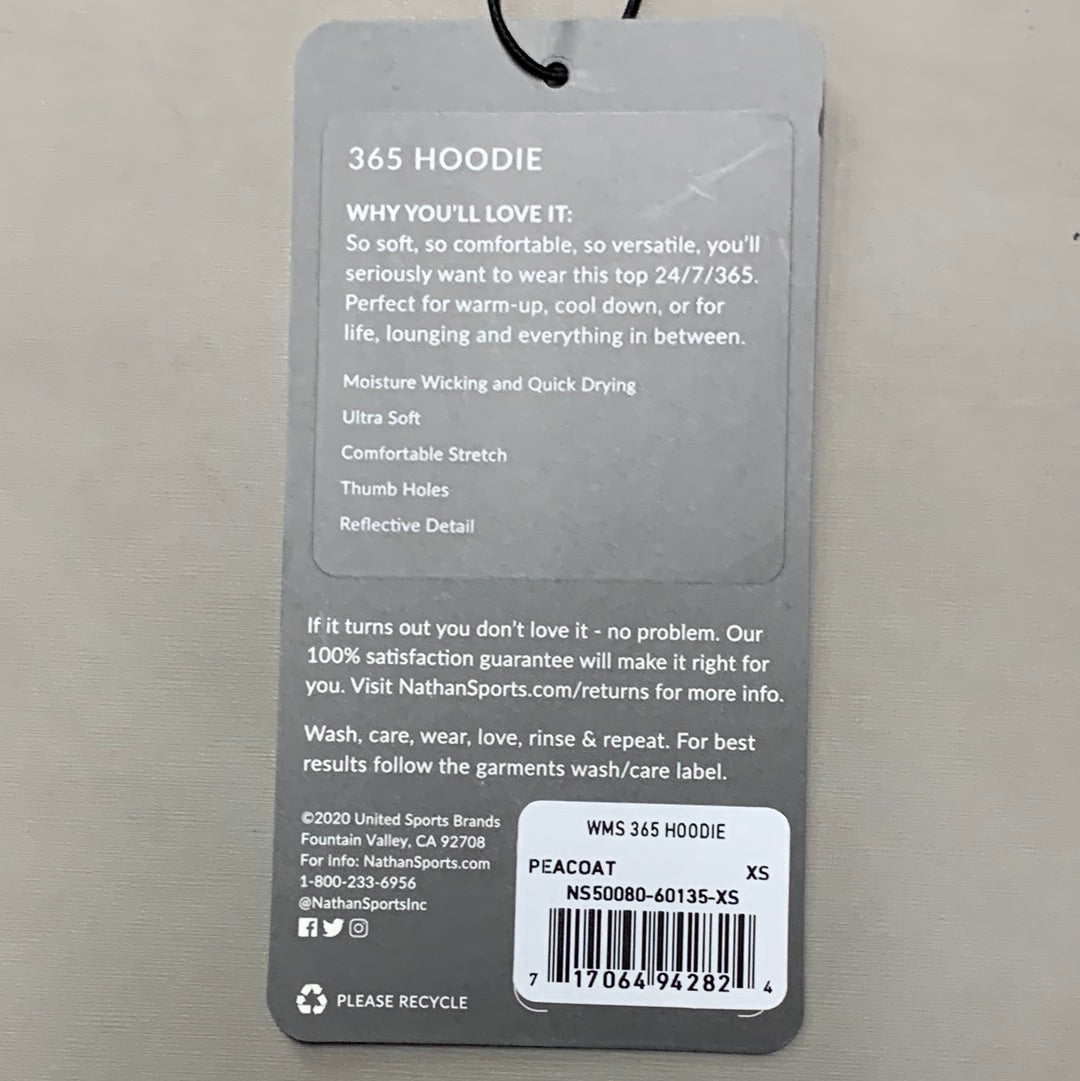 365 HOODIE
WHY YOU'LL LOVE IT:
So soft, so comfortable, so versatile, you'll
seriously want to wear this top 24/7/365.
Perfect for warm-up, cool down, or for
life, lounging and everything in between.
Moisture Wicking and Quick Drying
Ultra Soft
Comfortable Stretch
Thumb Holes
Reflective Detail
If it turns out you don't love it - no problem. Our
100% satisfaction guarantee will make it right for
you. Visit NathanSports.com/returns for more info.
Wash, care, wear, love, rinse & repeat. For best
results follow the garments wash/care label.
©2020 United Sports Brands
Fountain Valley, CA 92708
For Info: NathanSports.com
1-800-233-6956
@NathanSportsInc
PLEASE RECYCLE
WMS 365 HOODIE
PEACOAT XS
NS50080-60135-XS
7 17064 94282 4